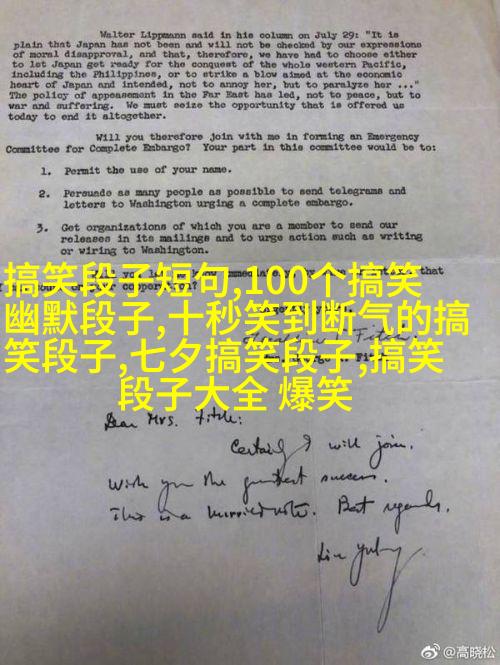 Walter Lippmann said in his column on July 29: "It is
plain that Japan has not been and will not be checked by our expressions
of moral disapproval, and that, therefore, we have had to choose either
to let Japan get ready for the conquest of the whole western Pacific,
including the Philippines, or to strike a blow aimed at the economic
heart of Japan and intended, not to annoy her, but to paralyze her ..."
The policy of appeasement in the Far East has led, not to peace, but to
war and suffering. We must seize the opportunity that is offered us
today to end it altogether.
Will you therefore join with me in forming an Emergency
Committee for Complete Embargo? Your part in this committee would be to:
1. Permit the use of your name.
2. Persuade as many people as possible to send telegrams and
letters to Washington urging a complete embargo.
3. Get organizations of which you are a member to send our
releases in its mailings and to urge action such as writing
or wiring to Washington.
搞笑段子短句,100个搞笑
幽默段子,十秒笑到断气的搞
笑段子,七夕搞笑段子,搞笑
段子大全 爆笑
Dear Mrs. Fitch:
Certainly I will join.
Wish you the greatest success.
This is a hurried note. Best regards.
Lin Yutang
@高晓松